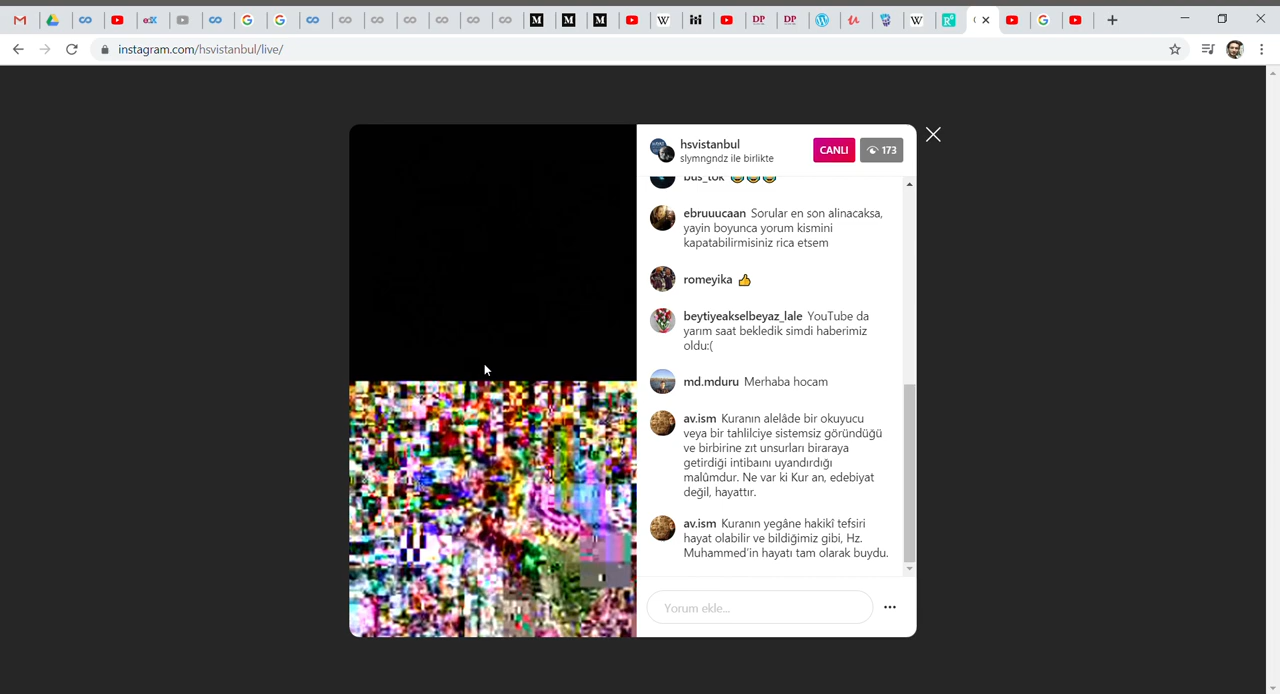 instagram.com/hsvistanbul/live/
hsvistanbul
slymngndz ile birlikte
CANLI
173
bus_tok 😂😂😂
ebruuucaan Sorular en son alinacaksa,
yayin boyunca yorum kismini
kapatabilirmisiniz rica etsem
romeyika 👍
beytiyeakselbeyaz_lale YouTube da
yarım saat bekledik simdi haberimiz
oldu:(
md.mduru Merhaba hocam
av.ism Kuranın alelâde bir okuyucu
veya bir tahlilciye sistemsiz göründüğü
ve birbirine zıt unsurları biraraya
getirdiği intibaını uyandırdığı
malûmdur. Ne var ki Kur an, edebiyat
değil, hayattır.
av.ism Kuranın yegâne hakikî tefsiri
hayat olabilir ve bildiğimiz gibi, Hz.
Muhammed'in hayatı tam olarak buydu.
Yorum ekle...